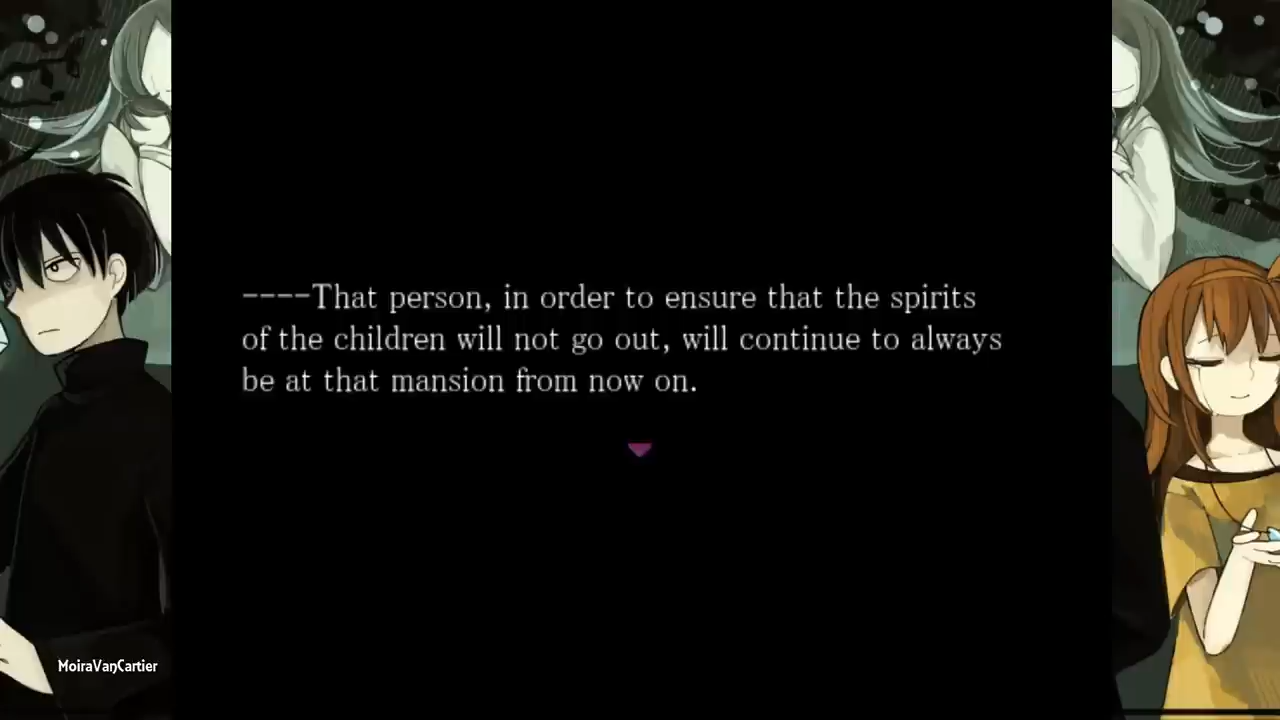 ----That person, in order to ensure that the spirits
of the children will not go out, will continue to always
be at that mansion from now on.
MoiraVanCartier